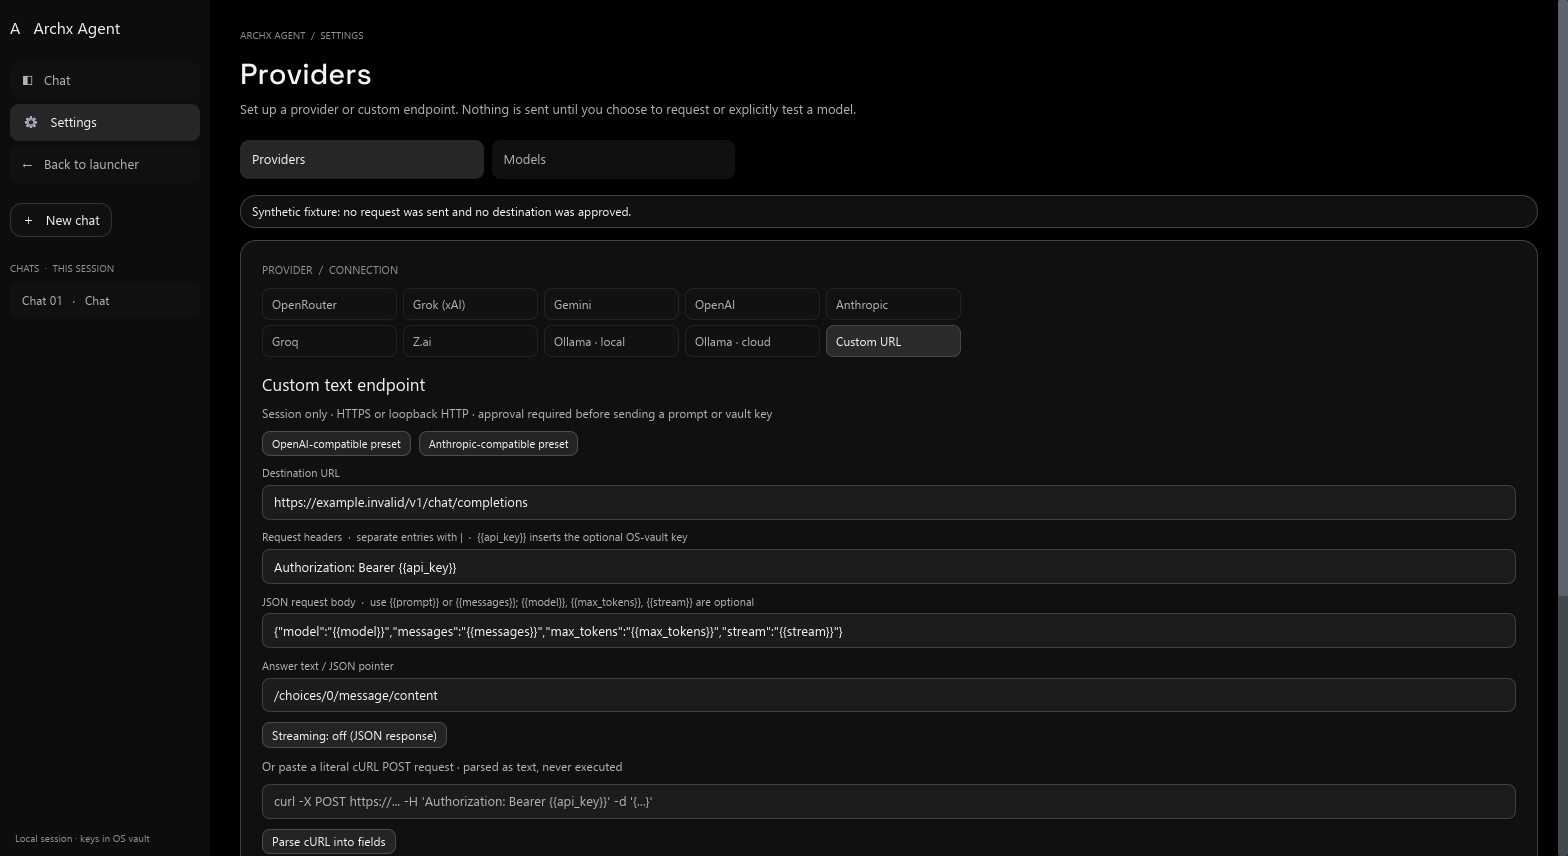 A Archx Agent
Chat
Settings
← Back to launcher
+ New chat
CHATS · THIS SESSION
Chat 01 · Chat
Local session · keys in OS vault
ARCHX AGENT / SETTINGS
Providers
Set up a provider or custom endpoint. Nothing is sent until you choose to request or explicitly test a model.
Providers Models
Synthetic fixture: no request was sent and no destination was approved.
PROVIDER / CONNECTION
OpenRouter Grok (xAI) Gemini OpenAI Anthropic
Groq Z.ai Ollama · local Ollama · cloud Custom URL
Custom text endpoint
Session only · HTTPS or loopback HTTP · approval required before sending a prompt or vault key
OpenAI-compatible preset Anthropic-compatible preset
Destination URL
https://example.invalid/v1/chat/completions
Request headers · separate entries with | · {{api_key}} inserts the optional OS-vault key
Authorization: Bearer {{api_key}}
JSON request body · use {{prompt}} or {{messages}}; {{model}}, {{max_tokens}}, {{stream}} are optional
{"model":"{{model}}","messages":"{{messages}}","max_tokens":"{{max_tokens}}","stream":"{{stream}}"}
Answer text / JSON pointer
/choices/0/message/content
Streaming: off (JSON response)
Or paste a literal cURL POST request · parsed as text, never executed
curl -X POST https://... -H 'Authorization: Bearer {{api_key}}' -d '{...}'
Parse cURL into fields